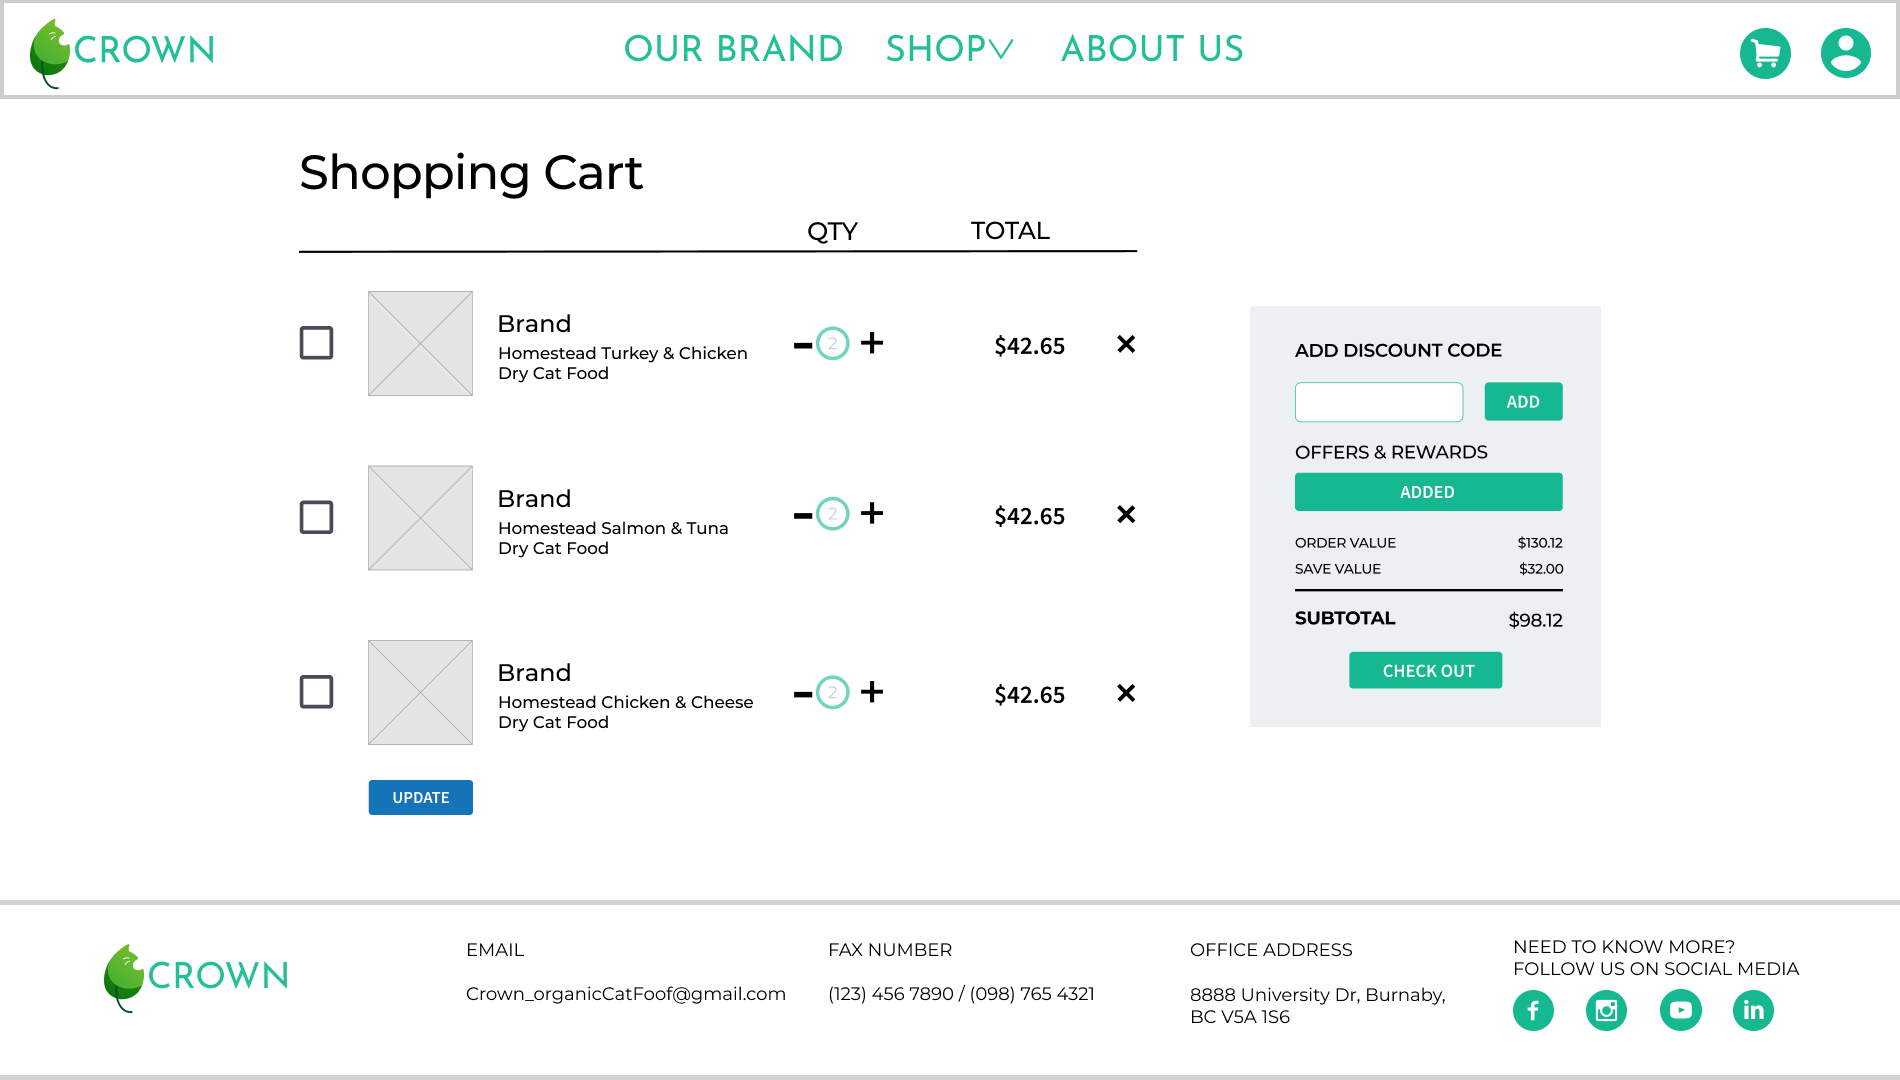 CROWN
OUR BRAND SHOP ABOUT US
Shopping Cart
QTY TOTAL
Brand
Homestead Turkey & Chicken
Dry Cat Food
- 2 + $42.65 ×
Brand
Homestead Salmon & Tuna
Dry Cat Food
- 2 + $42.65 ×
Brand
Homestead Chicken & Cheese
Dry Cat Food
- 2 + $42.65 ×
UPDATE
ADD DISCOUNT CODE
ADD
OFFERS & REWARDS
ADDED
ORDER VALUE $130.12
SAVE VALUE $32.00
SUBTOTAL $98.12
CHECK OUT
CROWN
EMAIL
Crown_organicCatFoof@gmail.com
FAX NUMBER
(123) 456 7890 / (098) 765 4321
OFFICE ADDRESS
8888 University Dr, Burnaby,
BC V5A 1S6
NEED TO KNOW MORE?
FOLLOW US ON SOCIAL MEDIA